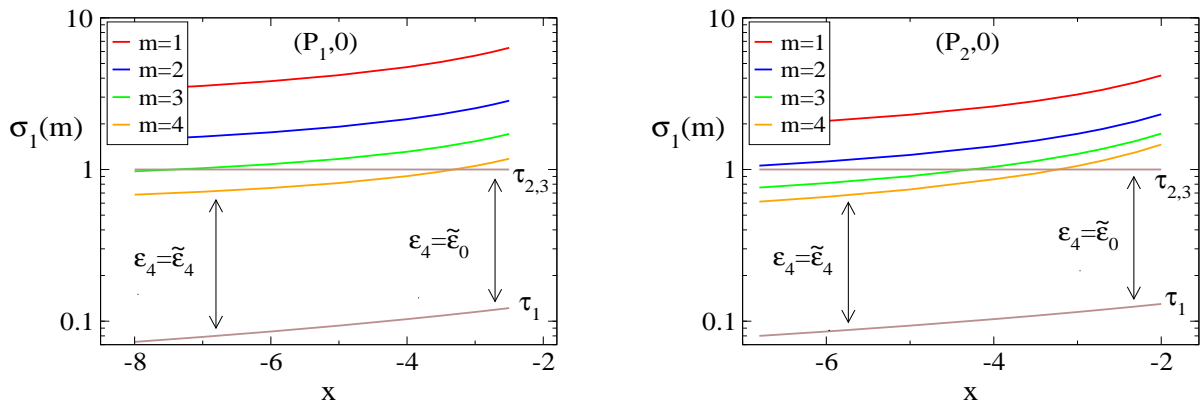 10
(P₁,0)
m=1
m=2
m=3
m=4
σ₁(m)
1
τ₂,₃
ε₄=ε̃₄
ε₄=ε̃₀
τ₁
0.1
-8
-6
-4
-2
x
10
(P₂,0)
m=1
m=2
m=3
m=4
σ₁(m)
1
τ₂,₃
ε₄=ε̃₄
ε₄=ε̃₀
τ₁
0.1
-6
-4
-2
x